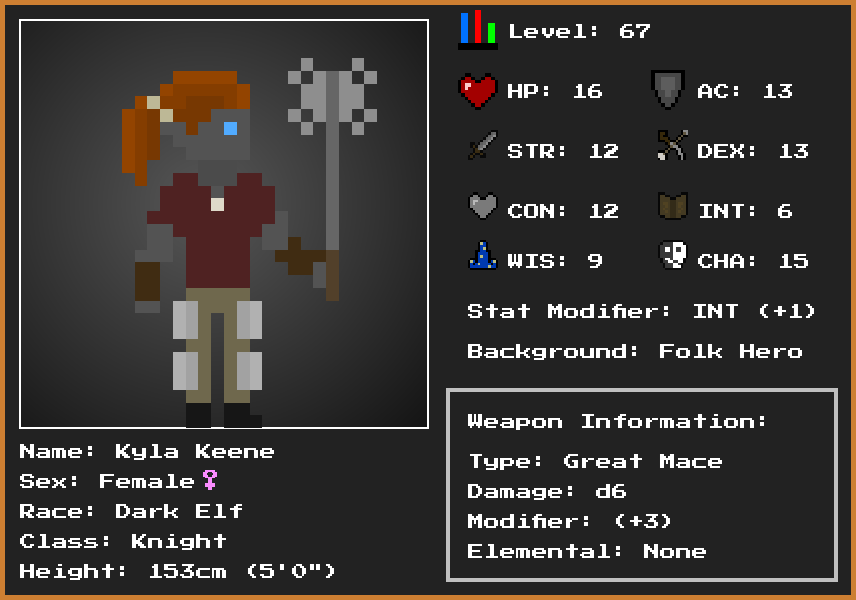 Level: 67
HP: 16
AC: 13
STR: 12
DEX: 13
CON: 12
INT: 6
WIS: 9
CHA: 15
Stat Modifier: INT (+1)
Background: Folk Hero
Weapon Information:
Type: Great Mace
Damage: d6
Modifier: (+3)
Elemental: None
Name: Kyla Keene
Sex: Female♀
Race: Dark Elf
Class: Knight
Height: 153cm (5'0")